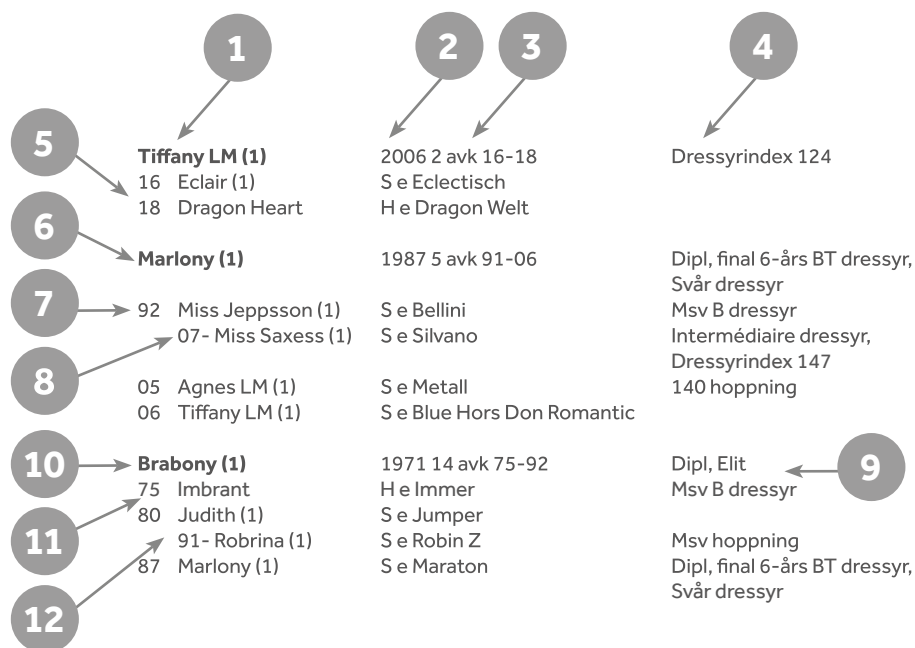 1 2 3 4
5
Tiffany LM (1) 2006 2 avk 16-18 Dressyrindex 124
16 Eclair (1) S e Eclectisch
18 Dragon Heart H e Dragon Welt
6
Marlony (1) 1987 5 avk 91-06 Dipl, final 6-års BT dressyr,
Svår dressyr
7
92 Miss Jeppsson (1) S e Bellini Msv B dressyr
07- Miss Saxess (1) S e Silvano Intermédiaire dressyr,
Dressyrindex 147
8
05 Agnes LM (1) S e Metall 140 hoppning
06 Tiffany LM (1) S e Blue Hors Don Romantic
10 Brabony (1) 1971 14 avk 75-92 Dipl, Elit 9
75 Imbrant H e Immer Msv B dressyr
80 Judith (1) S e Jumper
11
91- Robrina (1) S e Robin Z Msv hoppning
87 Marlony (1) S e Maraton Dipl, final 6-års BT dressyr,
Svår dressyr
12